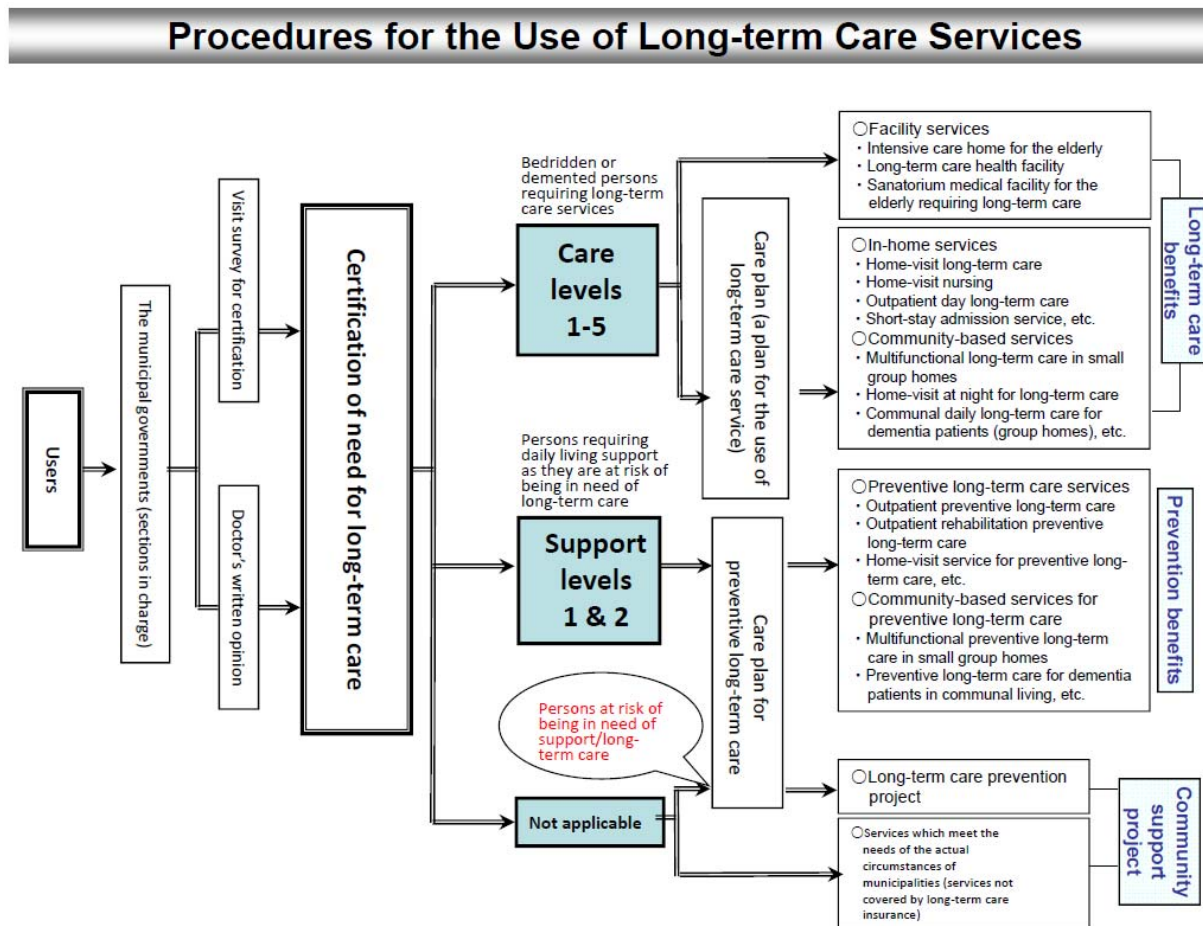 Procedures for the Use of Long-term Care Services
Users
The municipal governments (sections in charge)
Visit survey for certification
Doctor's written opinion
Certification of need for long-term care
Bedridden or
demented persons
requiring long-term
care services
Care
levels
1-5
Persons requiring
daily living support
as they are at risk of
being in need of
long-term care
Support
levels
1 & 2
Persons at risk of
being in need of
support/long-
term care
Not applicable
Care plan (a plan for the use of
long-term care service)
Care plan for
preventive long-term care
○Facility services
・Intensive care home for the elderly
・Long-term care health facility
・Sanatorium medical facility for the
elderly requiring long-term care
○In-home services
・Home-visit long-term care
・Home-visit nursing
・Outpatient day long-term care
・Short-stay admission service, etc.
○Community-based services
・Multifunctional long-term care in small
group homes
・Home-visit at night for long-term care
・Communal daily long-term care for
dementia patients (group homes), etc.
Long-term care
benefits
○Preventive long-term care services
・Outpatient preventive long-term care
・Outpatient rehabilitation preventive
long-term care
・Home-visit service for preventive long-
term care, etc.
○Community-based services for
preventive long-term care
・Multifunctional preventive long-term
care in small group homes
・Preventive long-term care for dementia
patients in communal living, etc.
Prevention benefits
○Long-term care prevention
project
○Services which meet the
needs of the actual
circumstances of
municipalities (services not
covered by long-term care
insurance)
Community
support
project